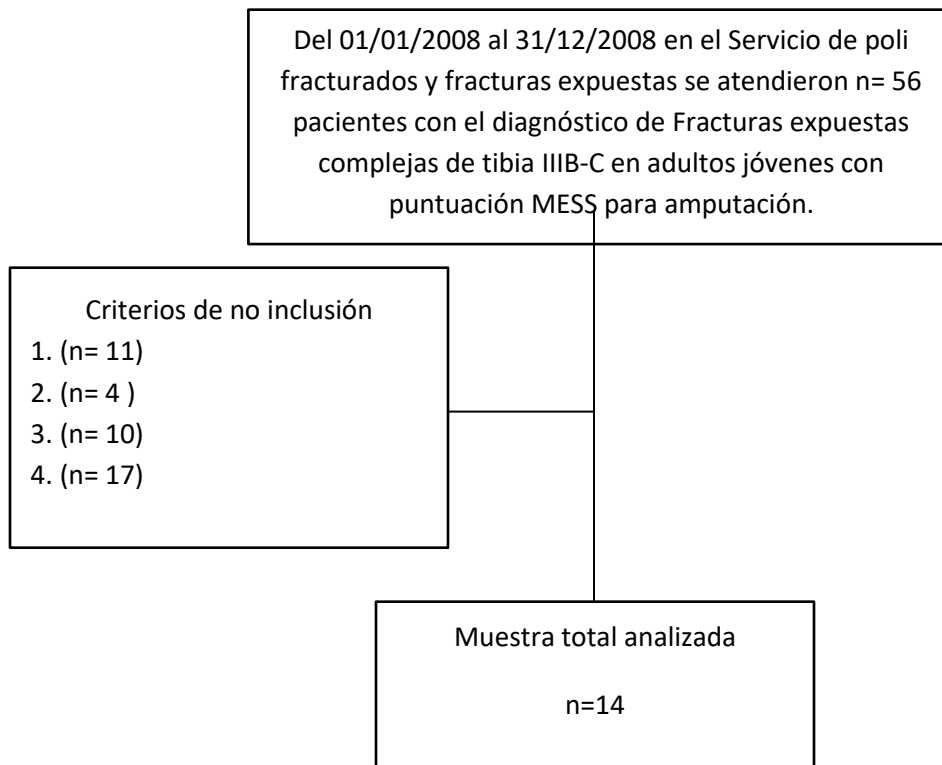 Del 01/01/2008 al 31/12/2008 en el Servicio de poli
fracturados y fracturas expuestas se atendieron n= 56
pacientes con el diagnóstico de Fracturas expuestas
complejas de tibia IIIB-C en adultos jóvenes con
puntuación MESS para amputación.
Criterios de no inclusión
1. (n= 11)
2. (n= 4 )
3. (n= 10)
4. (n= 17)
Muestra total analizada
n=14